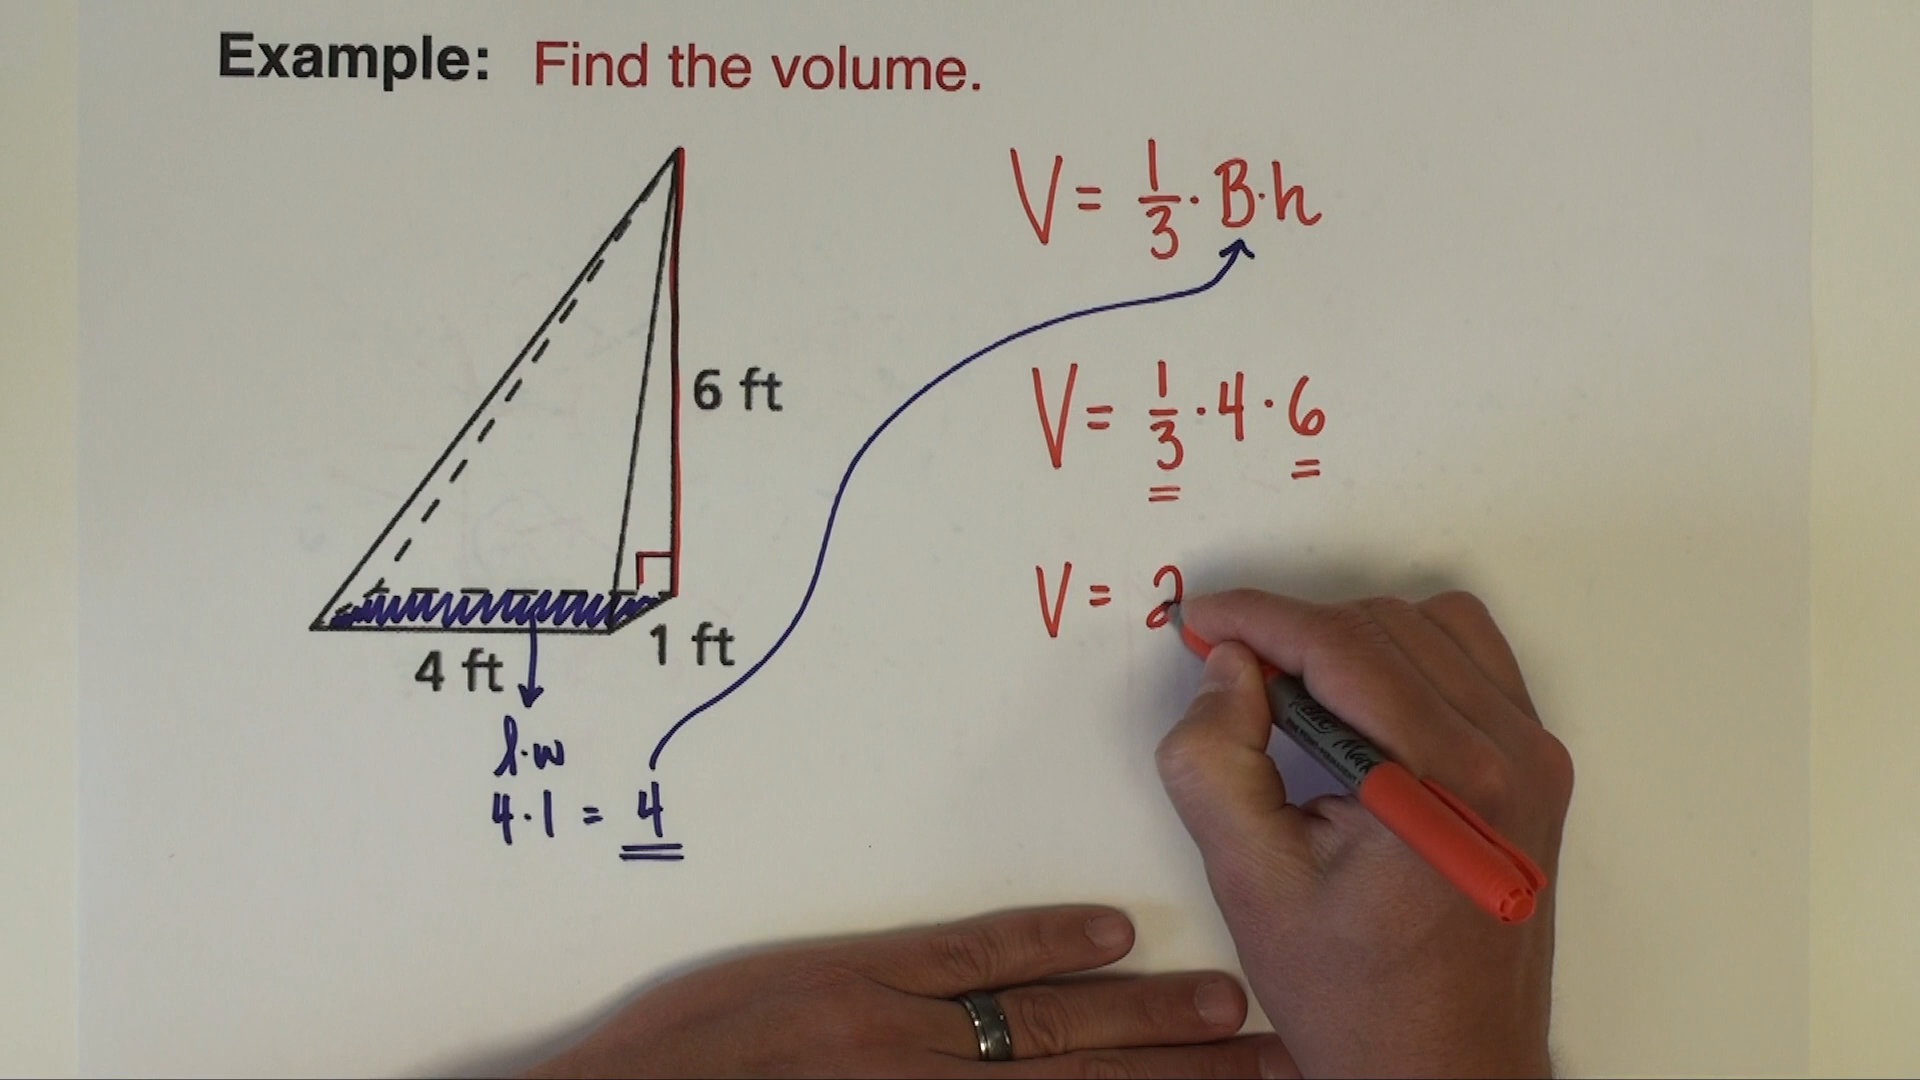 Example: Find the volume.
V = 1/3 · B · h
6 ft
V = 1/3 · 4 · 6
V = 2
1 ft
4 ft
l · w
4 · 1 = 4